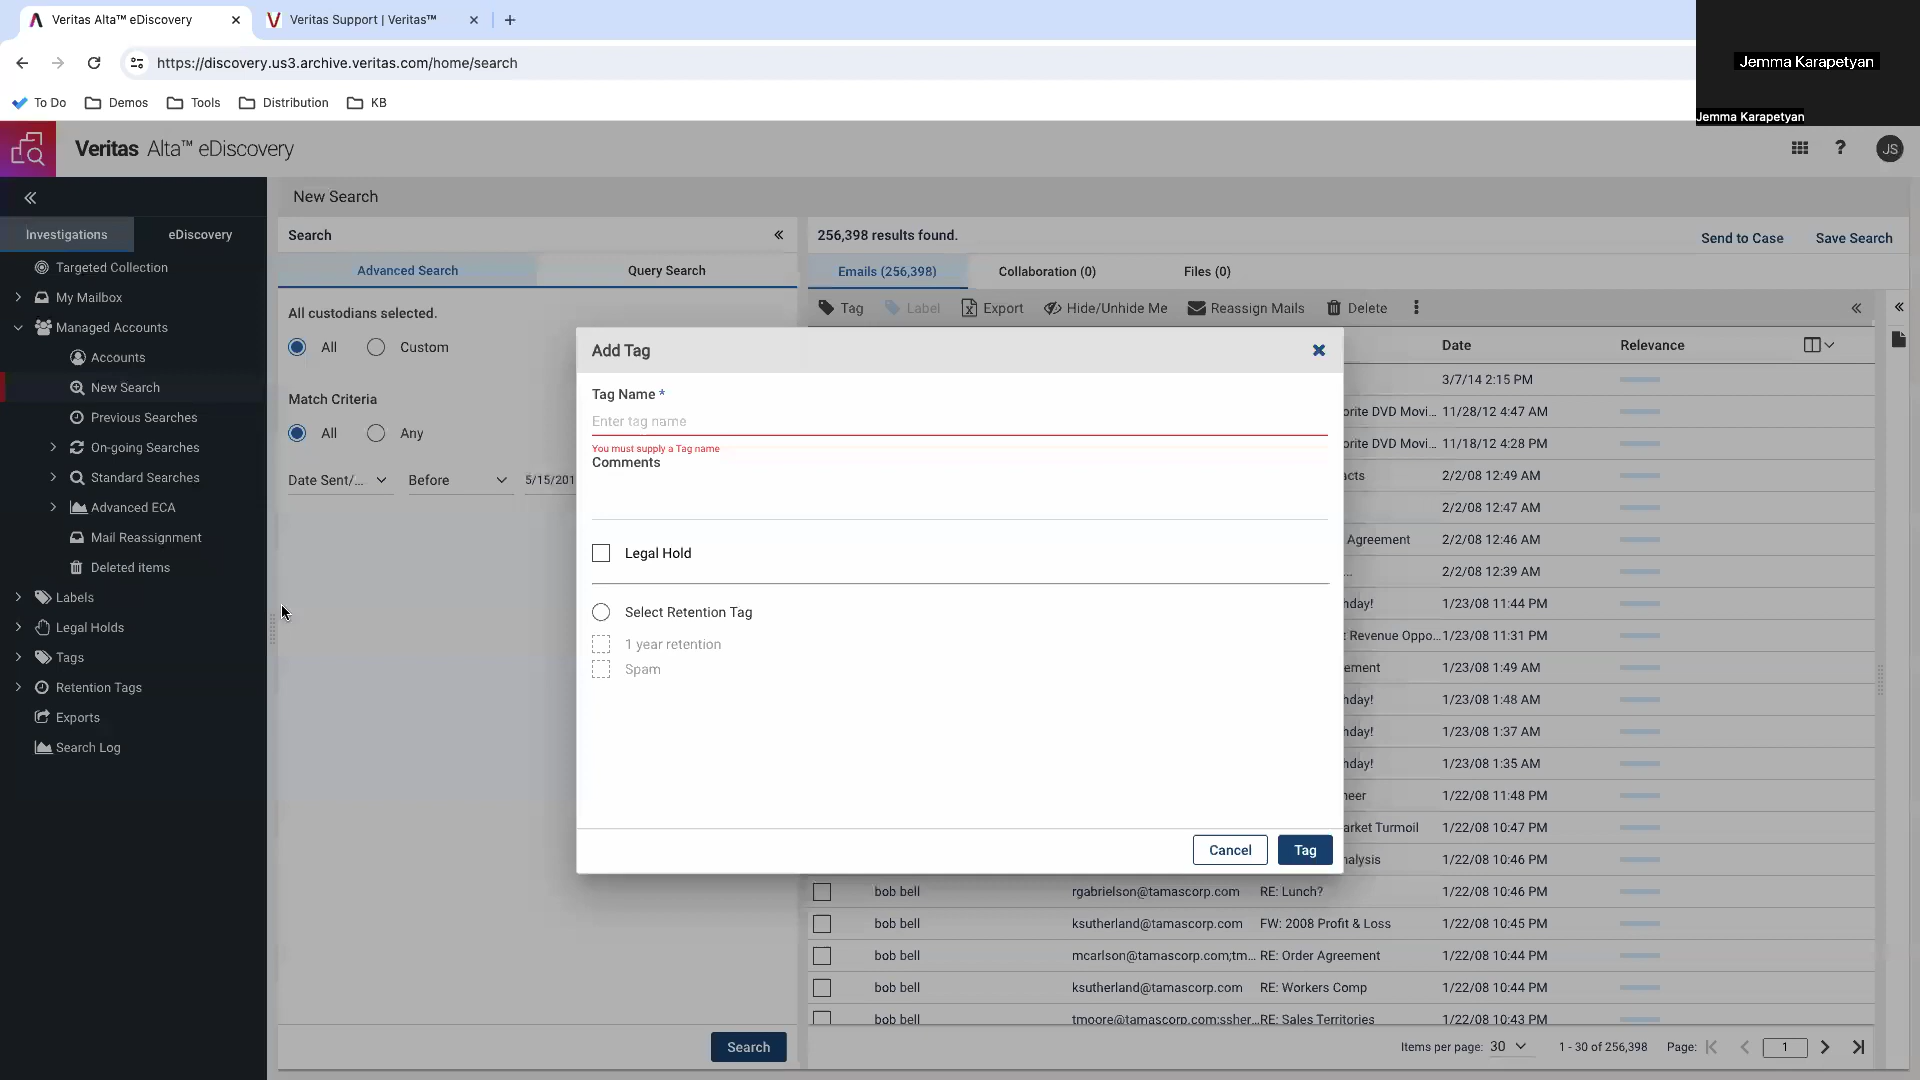 Veritas Alta™ eDiscovery
Veritas Support | Veritas™
https://discovery.us3.archive.veritas.com/home/search
Jemma Karapetyan
Jemma Karapetyan
To Do
Demos
Tools
Distribution
KB
Veritas Alta™ eDiscovery
?
JS
Investigations
eDiscovery
Targeted Collection
My Mailbox
Managed Accounts
Accounts
New Search
Previous Searches
On-going Searches
Standard Searches
Advanced ECA
Mail Reassignment
Deleted items
Labels
Legal Holds
Tags
Retention Tags
Exports
Search Log
New Search
Search
Advanced Search
Query Search
All custodians selected.
All
Custom
Match Criteria
All
Any
Date Sent/...
Before
5/15/201
Search
256,398 results found.
Send to Case
Save Search
Emails (256,398)
Collaboration (0)
Files (0)
Tag
Label
Export
Hide/Unhide Me
Reassign Mails
Delete
Date
Relevance
3/7/14 2:15 PM
orite DVD Movi... 11/28/12 4:47 AM
orite DVD Movi... 11/18/12 4:28 PM
acts 2/2/08 12:49 AM
2/2/08 12:47 AM
Agreement 2/2/08 12:46 AM
... 2/2/08 12:39 AM
hday! 1/23/08 11:44 PM
t Revenue Oppo... 1/23/08 11:31 PM
ement 1/23/08 1:49 AM
hday! 1/23/08 1:48 AM
hday! 1/23/08 1:37 AM
hday! 1/23/08 1:35 AM
neer 1/22/08 11:48 PM
arket Turmoil 1/22/08 10:47 PM
nalysis 1/22/08 10:46 PM
bob bell rgabrielson@tamascorp.com RE: Lunch? 1/22/08 10:46 PM
bob bell ksutherland@tamascorp.com FW: 2008 Profit & Loss 1/22/08 10:45 PM
bob bell mcarlson@tamascorp.com;tm... RE: Order Agreement 1/22/08 10:44 PM
bob bell ksutherland@tamascorp.com RE: Workers Comp 1/22/08 10:44 PM
bob bell tmoore@tamascorp.com;ssher... RE: Sales Territories 1/22/08 10:43 PM
Items per page: 30
1 - 30 of 256,398
Page:
1
Add Tag
Tag Name *
Enter tag name
You must supply a Tag name
Comments
Legal Hold
Select Retention Tag
1 year retention
Spam
Cancel
Tag